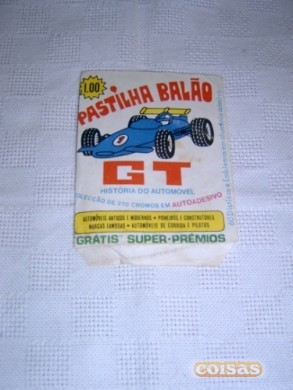 1.00
PASTILHA BALÃO
GT
HISTÓRIA DO AUTOMÓVEL
COLECÇÃO DE 270 CROMOS EM AUTOADESIVO
AUTOMÓVEIS ANTIGOS E MODERNOS • PIONEIROS E CONSTRUTORES
MARCAS FAMOSAS • AUTOMÓVEIS DE CORRIDA E PILOTOS
GRÁTIS SUPER-PRÉMIOS
coisas